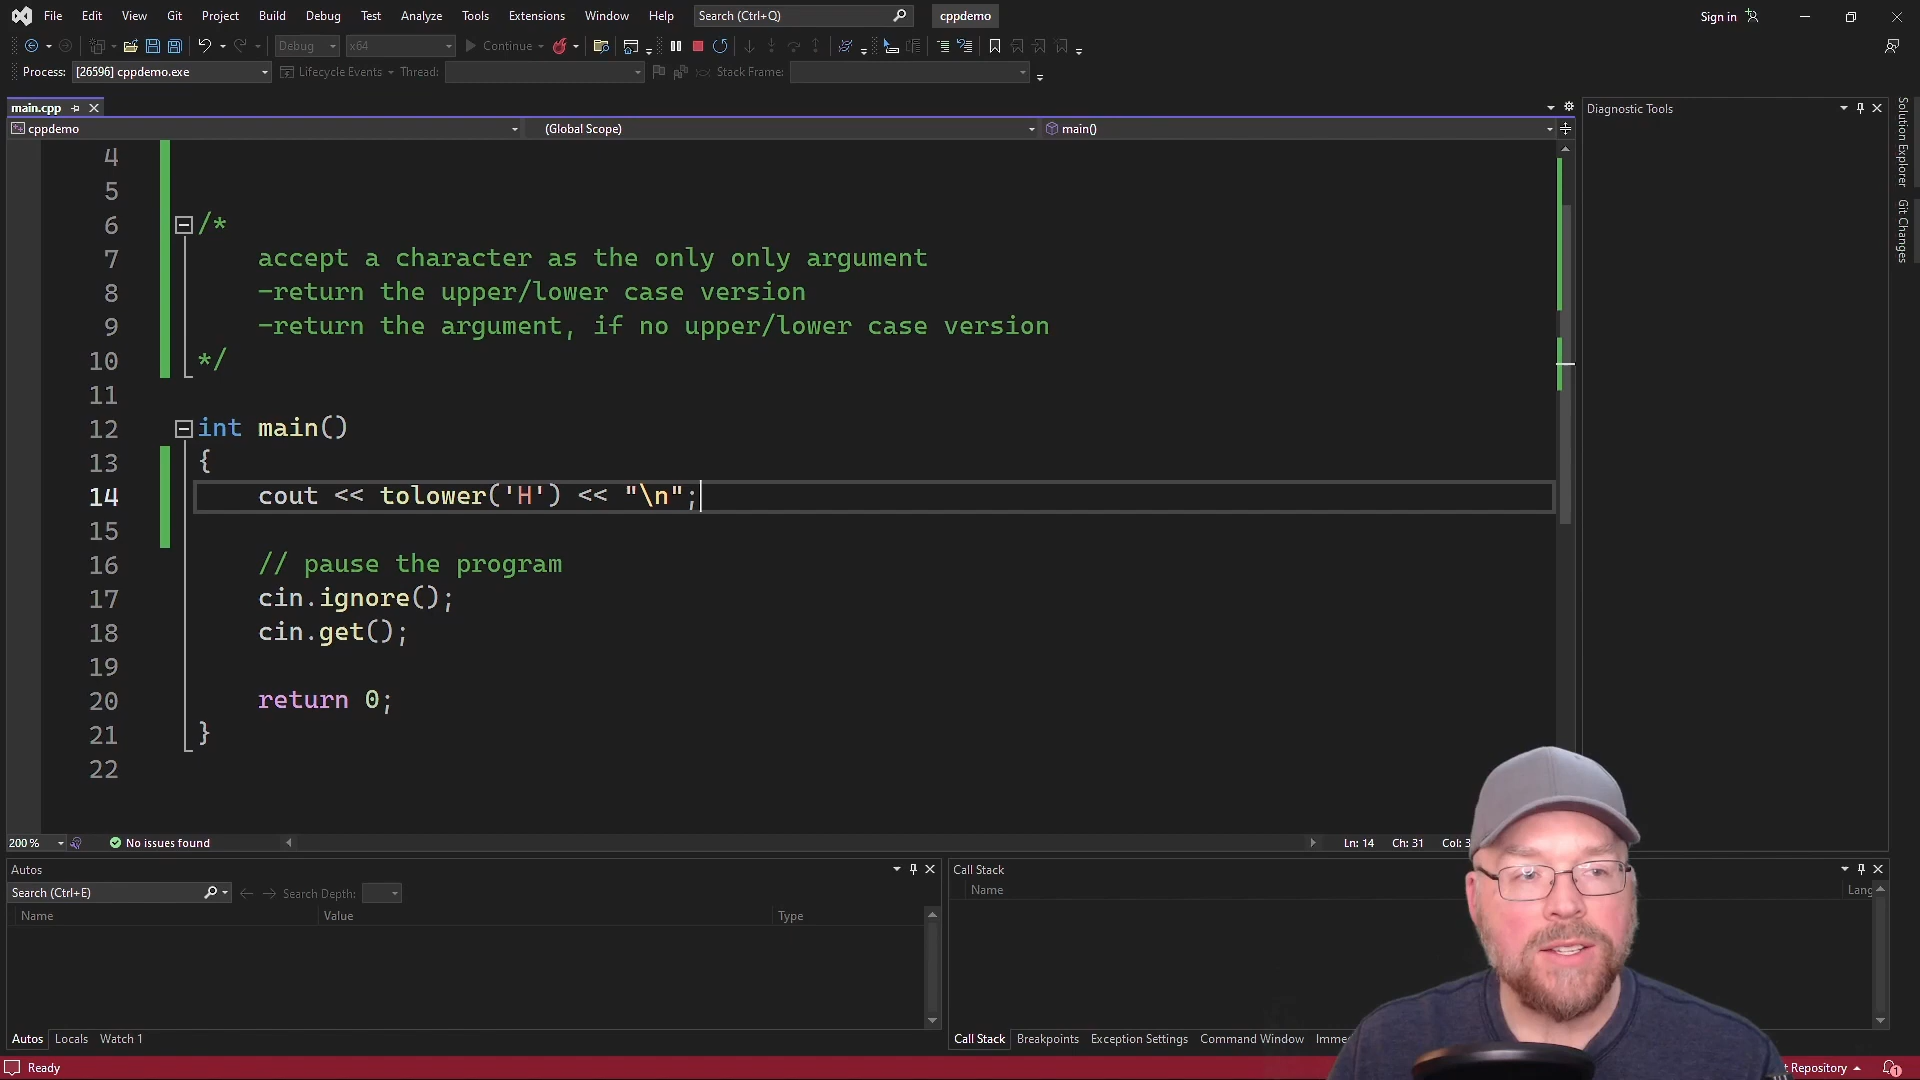 File Edit View Git Project Build Debug Test Analyze Tools Extensions Window Help Search (Ctrl+Q) cppdemo Sign in
Debug x64 Continue
Process: [26596] cppdemo.exe Lifecycle Events Thread: Stack Frame:
main.cpp
Diagnostic Tools
cppdemo (Global Scope) main()
Solution Explorer
Git Changes
4
5
6 /*
7 accept a character as the only only argument
8 -return the upper/lower case version
9 -return the argument, if no upper/lower case version
10 */
11
12 int main()
13 {
14 cout << tolower('H') << "\n";
15
16 // pause the program
17 cin.ignore();
18 cin.get();
19
20 return 0;
21 }
22
200 % No issues found Ln: 14 Ch: 31
Autos
Search (Ctrl+E) Search Depth:
Name Value Type
Autos Locals Watch 1
Call Stack
Name Lang
Call Stack Breakpoints Exception Settings Command Window
Ready Repository 1